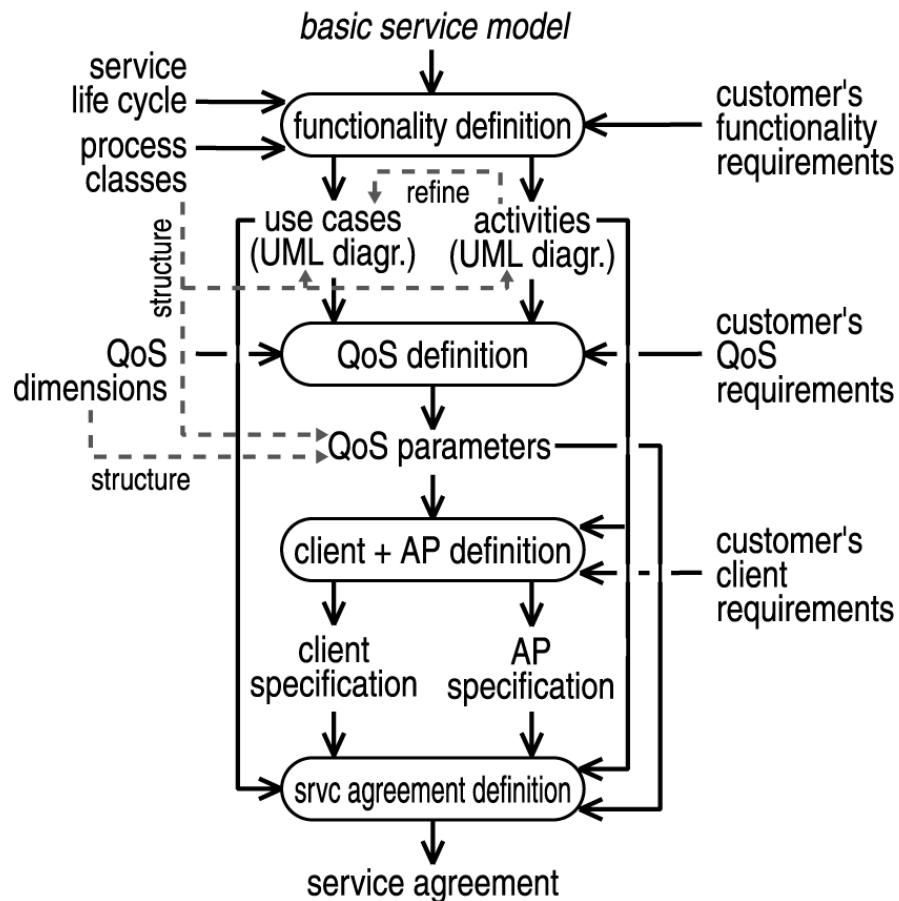 basic service model
service
life cycle
process
classes
functionality definition
customer's
functionality
requirements
refine
structure
use cases
(UML diagr.)
activities
(UML diagr.)
QoS
dimensions
QoS definition
customer's
QoS
requirements
structure
QoS parameters
client + AP definition
customer's
client
requirements
client
specification
AP
specification
srvc agreement definition
service agreement